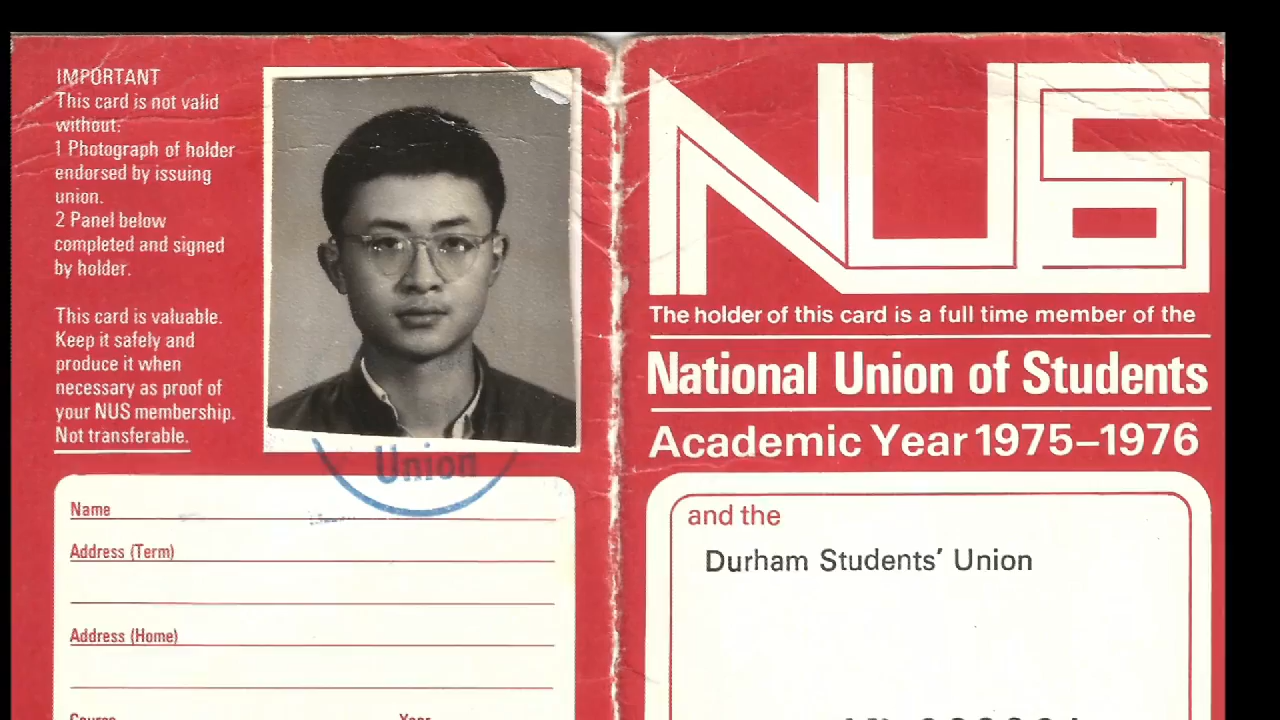 IMPORTANT
This card is not valid
without:
1 Photograph of holder
endorsed by issuing
union.
2 Panel below
completed and signed
by holder.
This card is valuable.
Keep it safely and
produce it when
necessary as proof of
your NUS membership.
Not transferable.
Union
Name
Address (Term)
Address (Home)
Course Year
NUS
The holder of this card is a full time member of the
National Union of Students
Academic Year 1975–1976
and the
Durham Students' Union